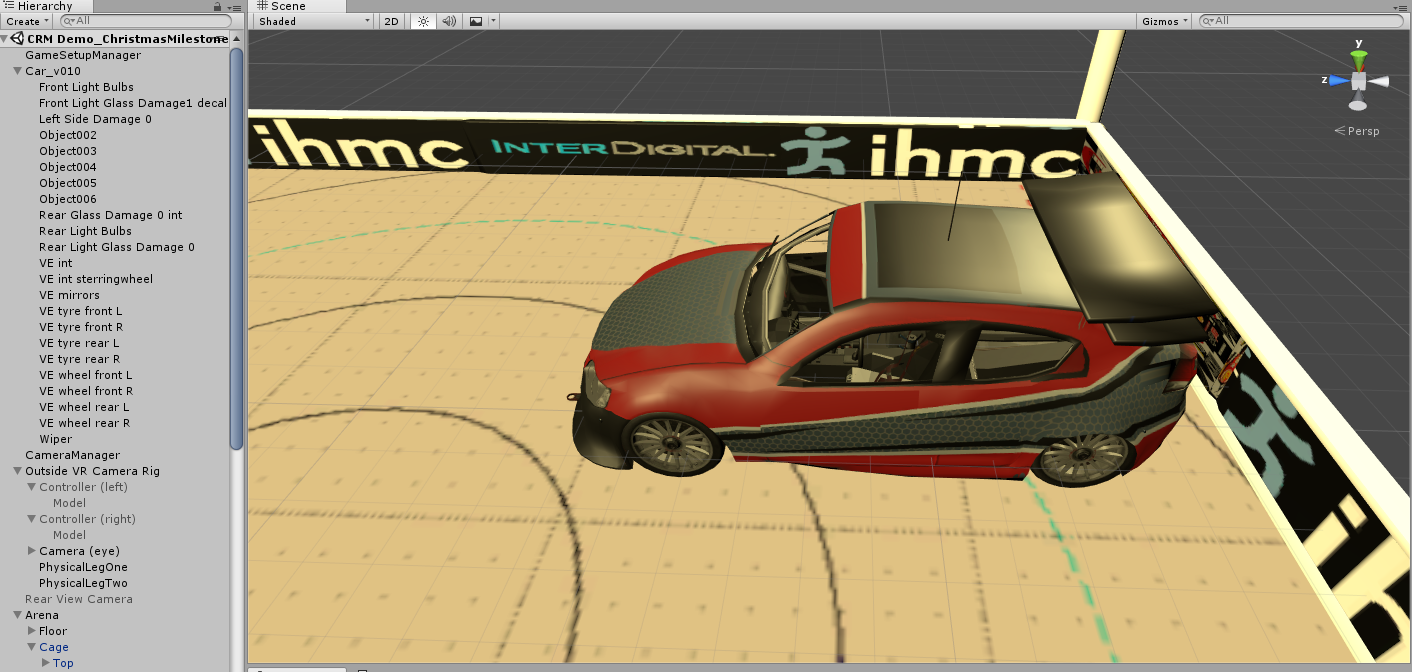 Hierarchy
Create
All
CRM Demo_ChristmasMilestone
GameSetupManager
Car_v010
Front Light Bulbs
Front Light Glass Damage1 decal
Left Side Damage 0
Object002
Object003
Object004
Object005
Object006
Rear Glass Damage 0 int
Rear Light Bulbs
Rear Light Glass Damage 0
VE int
VE int sterringwheel
VE mirrors
VE tyre front L
VE tyre front R
VE tyre rear L
VE tyre rear R
VE wheel front L
VE wheel front R
VE wheel rear L
VE wheel rear R
Wiper
CameraManager
Outside VR Camera Rig
Controller (left)
Model
Controller (right)
Model
Camera (eye)
PhysicalLegOne
PhysicalLegTwo
Rear View Camera
Arena
Floor
Cage
Top
Scene
Shaded 2D Gizmos All
y
z
Persp
ihmc INTERDIGITAL. ihmc
ih